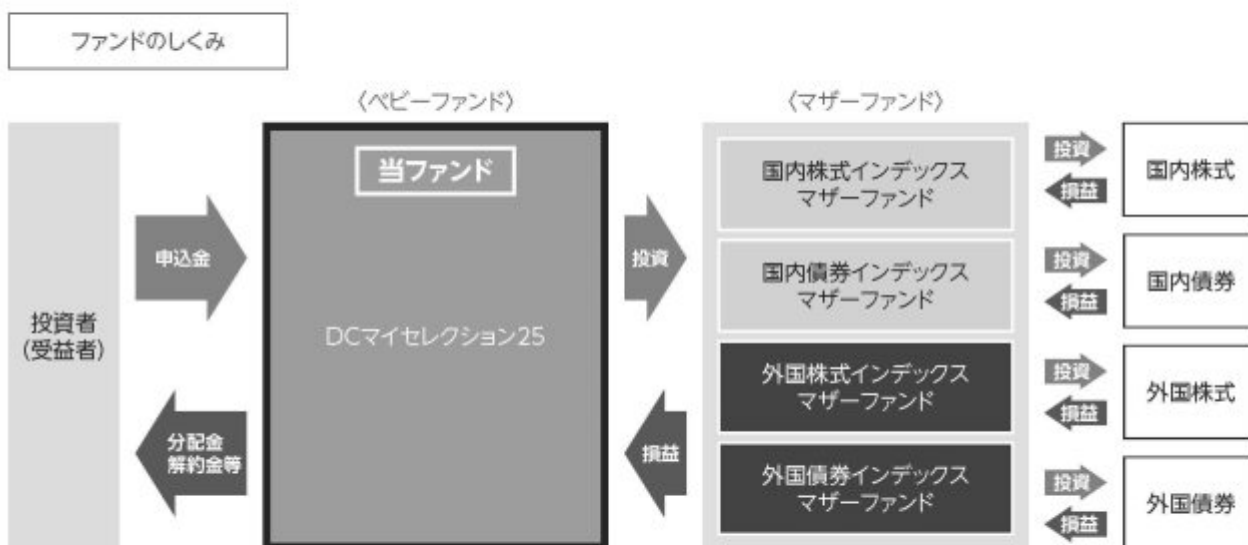 ファンドのしくみ
〈ベビーファンド〉
〈マザーファンド〉
投資者
(受益者)
申込金
分配金
解約金等
当ファンド
DCマイセレクション25
投資
損益
国内株式インデックス
マザーファンド
国内債券インデックス
マザーファンド
外国株式インデックス
マザーファンド
外国債券インデックス
マザーファンド
投資
損益
国内株式
投資
損益
国内債券
投資
損益
外国株式
投資
損益
外国債券